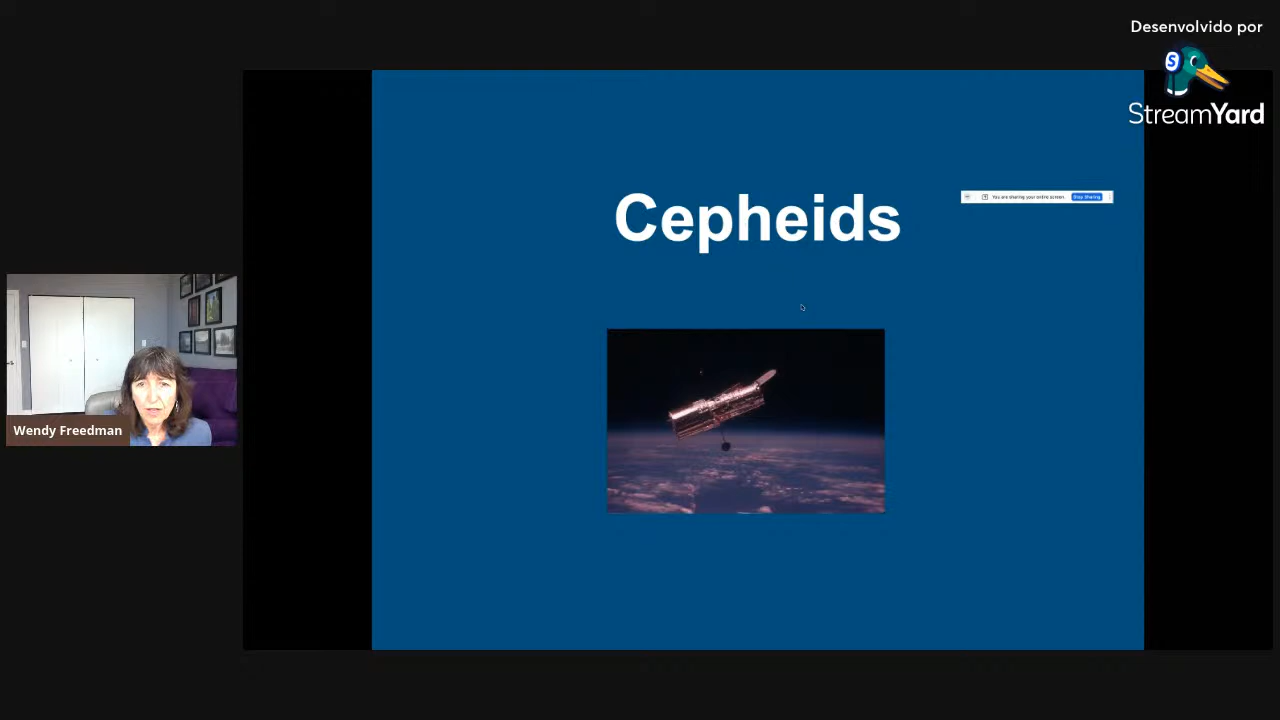 Desenvolvido por
StreamYard
Cepheids
You are sharing your entire screen.
Stop Sharing
Wendy Freedman